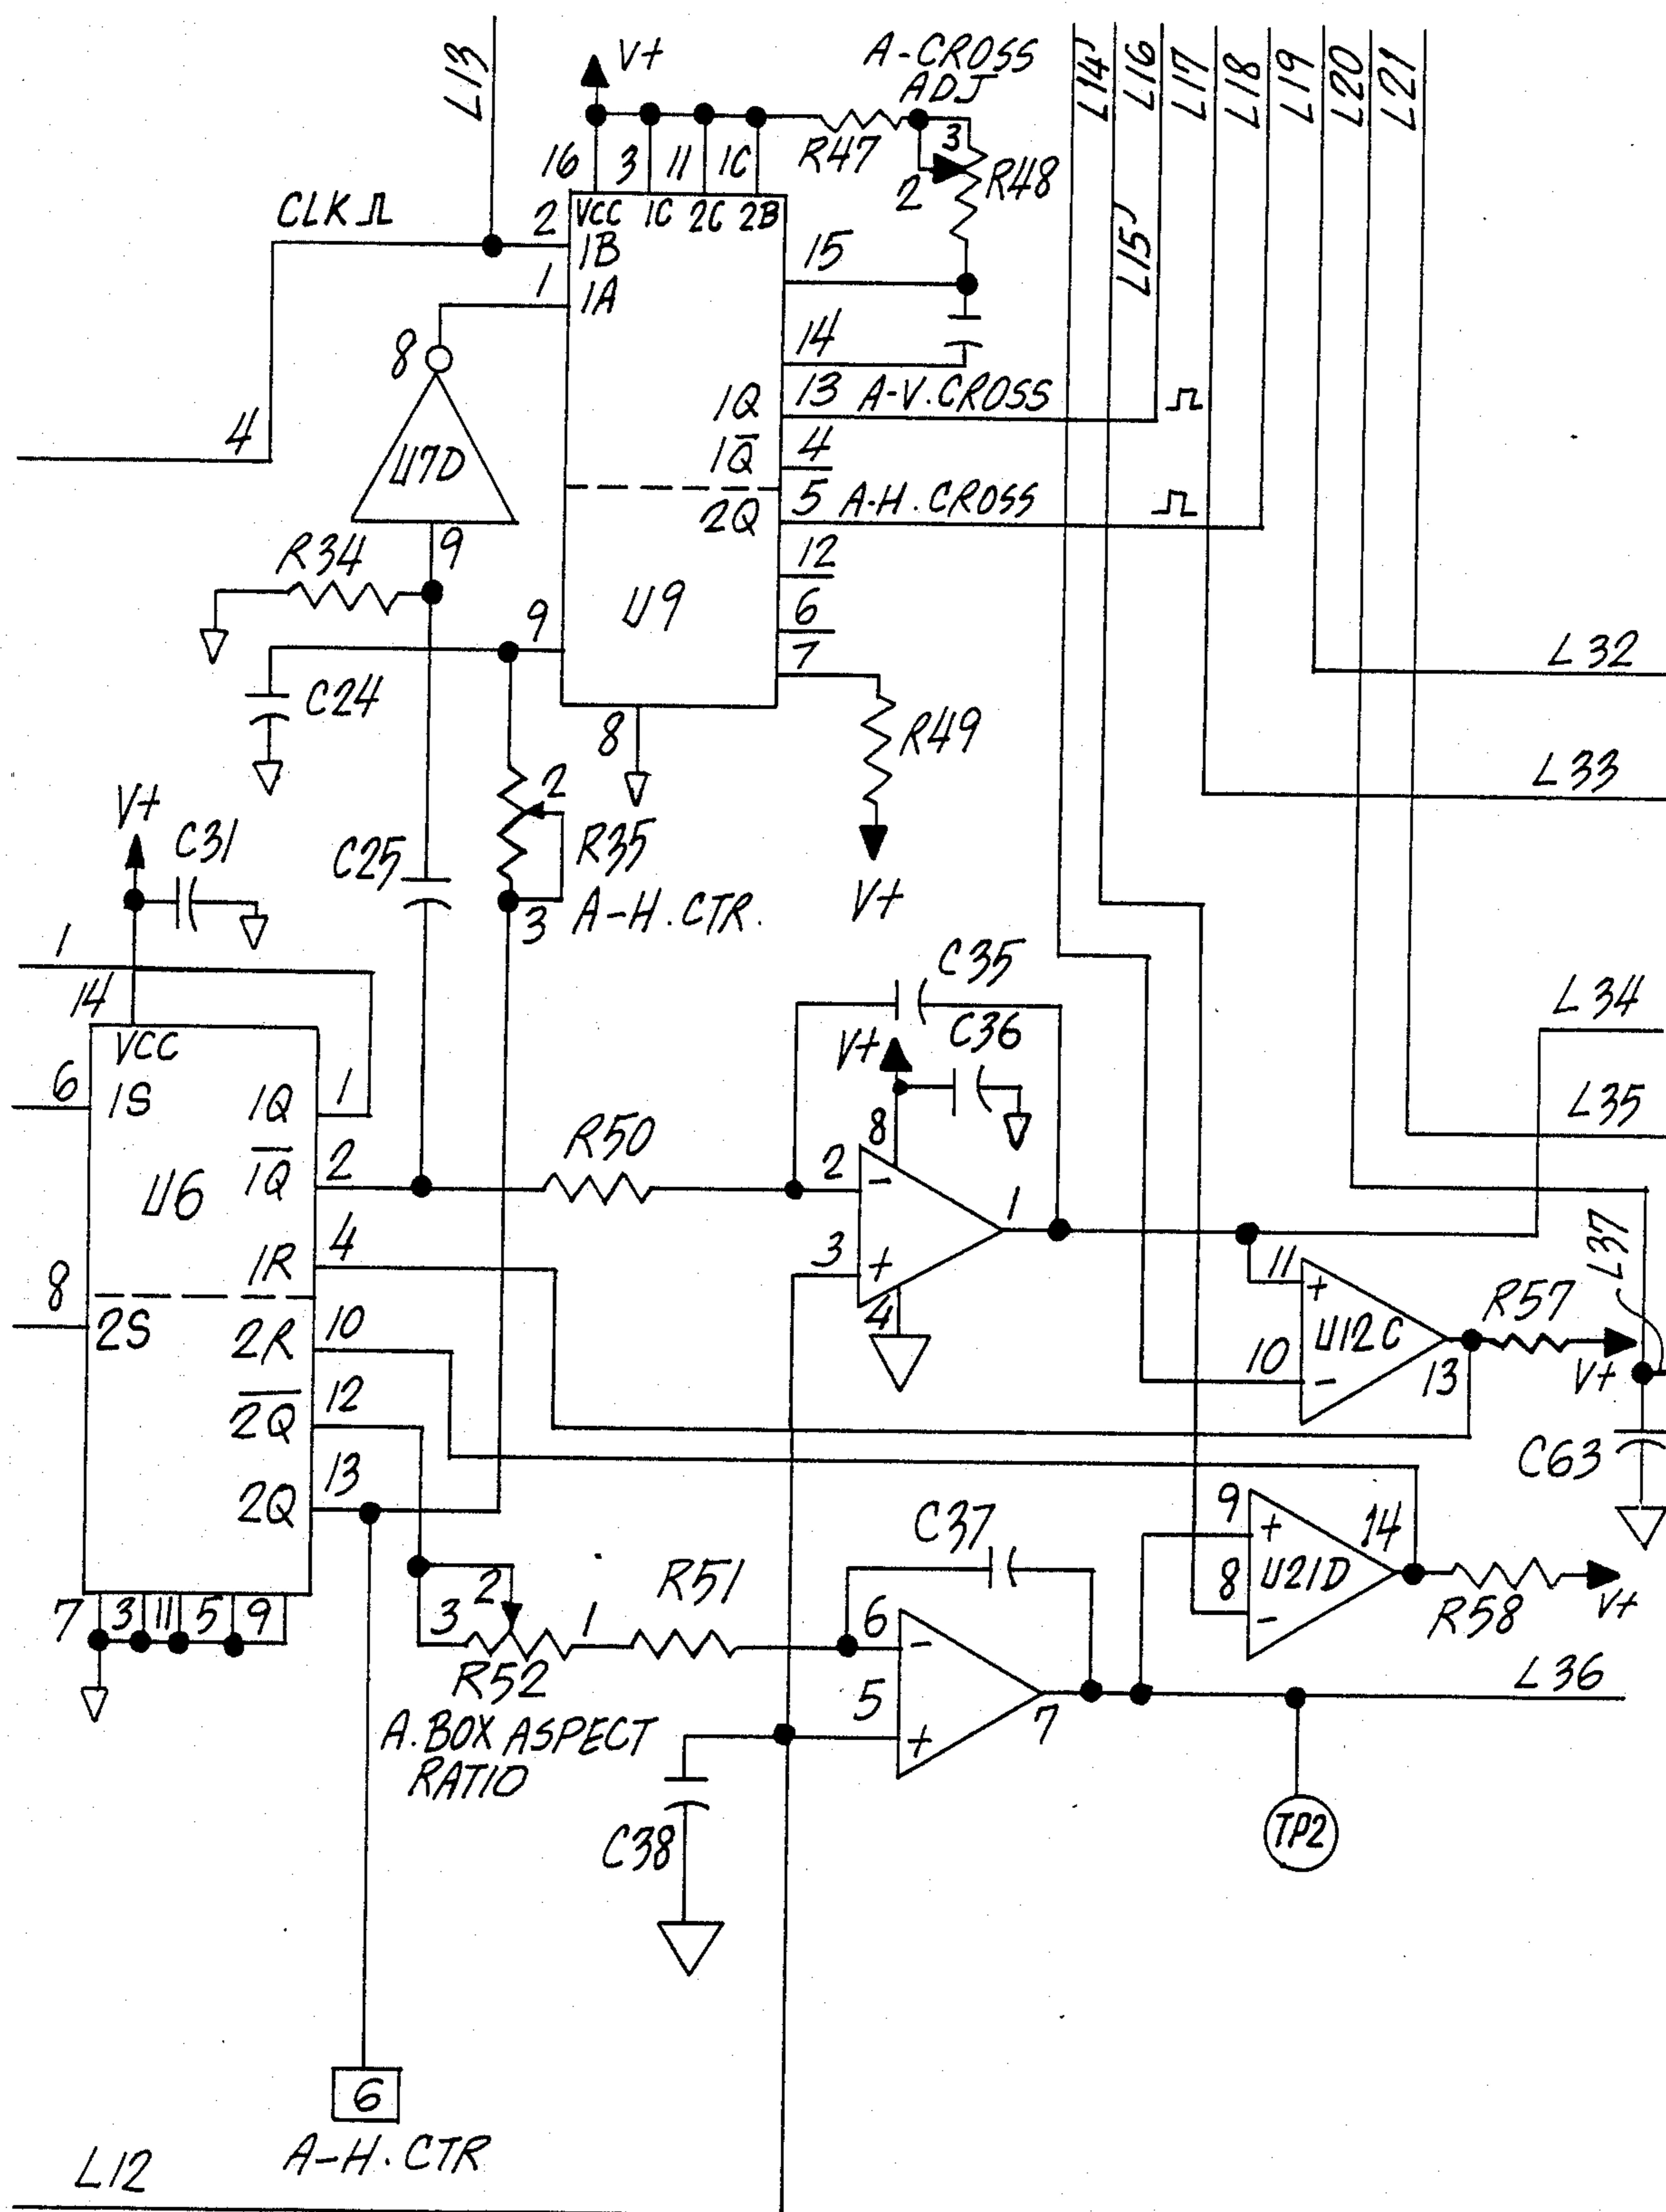 L13
V+
A-CROSS
ADJ
L14
L15
L16
L17
L18
L19
L20
L21
16 3 11 1C
R47
3
2
R48
CLK
2
VCC 1C 2C 2B
1B
1
1A
15
14
8
1Q
13 A-V.CROSS
4
U7D
1Q
4
2Q
5 A-H.CROSS
12
R34
9
9
U9
6
7
L32
C24
8
R49
L33
V+
C31
C25
2
R35
3
A-H.CTR.
V+
1
14
C35
L34
VCC
V+
C36
6
1S
1Q
1
8
L35
R50
2
-
1Q
2
U6
1
3
+
4
1R
4
11
+
R57
L37
8
2S
2R
10
U12C
10
-
13
V+
2Q
12
C63
2Q
13
9
+
14
C37
U21D
8
-
R58
V+
7 3 11 5 9
3
2
1
R51
6
-
R52
5
+
7
L36
A.BOX ASPECT
RATIO
C38
TP2
6
A-H.CTR
L12